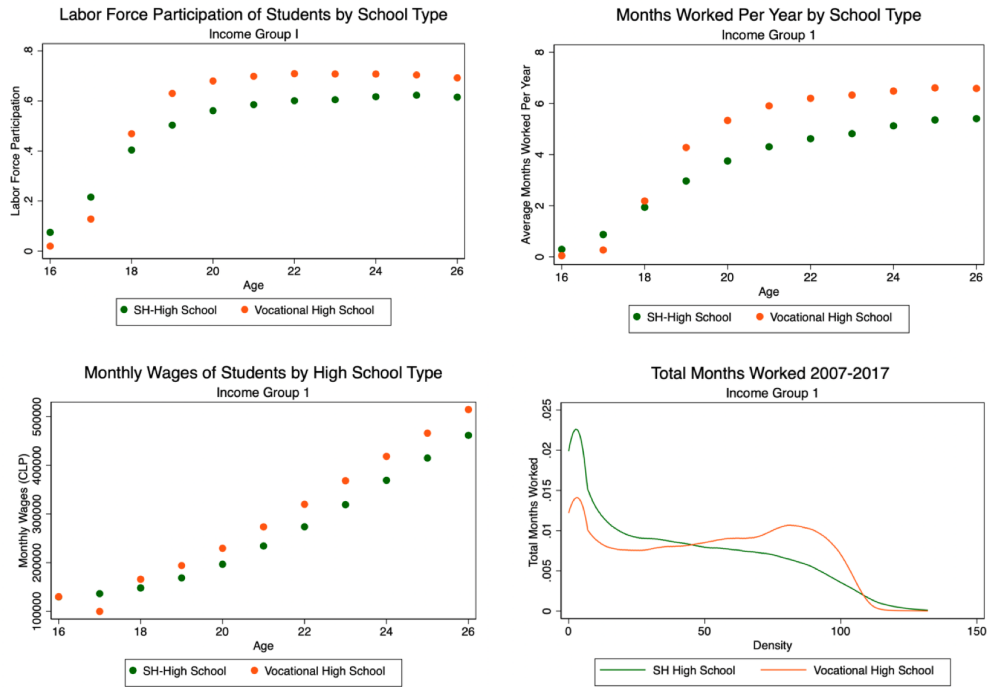 Labor Force Participation of Students by School Type
Income Group I
Labor Force Participation
.8
.6
.4
.2
0
16 18 20 22 24 26
Age
SH-High School Vocational High School
Months Worked Per Year by School Type
Income Group 1
Average Months Worked Per Year
8
6
4
2
0
16 18 20 22 24 26
Age
SH-High School Vocational High School
Monthly Wages of Students by High School Type
Income Group 1
Monthly Wages (CLP)
500000
400000
300000
200000
100000
16 18 20 22 24 26
Age
SH-High School Vocational High School
Total Months Worked 2007-2017
Income Group 1
Total Months Worked
.025
.02
.015
.01
.005
0
0 50 100 150
Density
SH High School Vocational High School